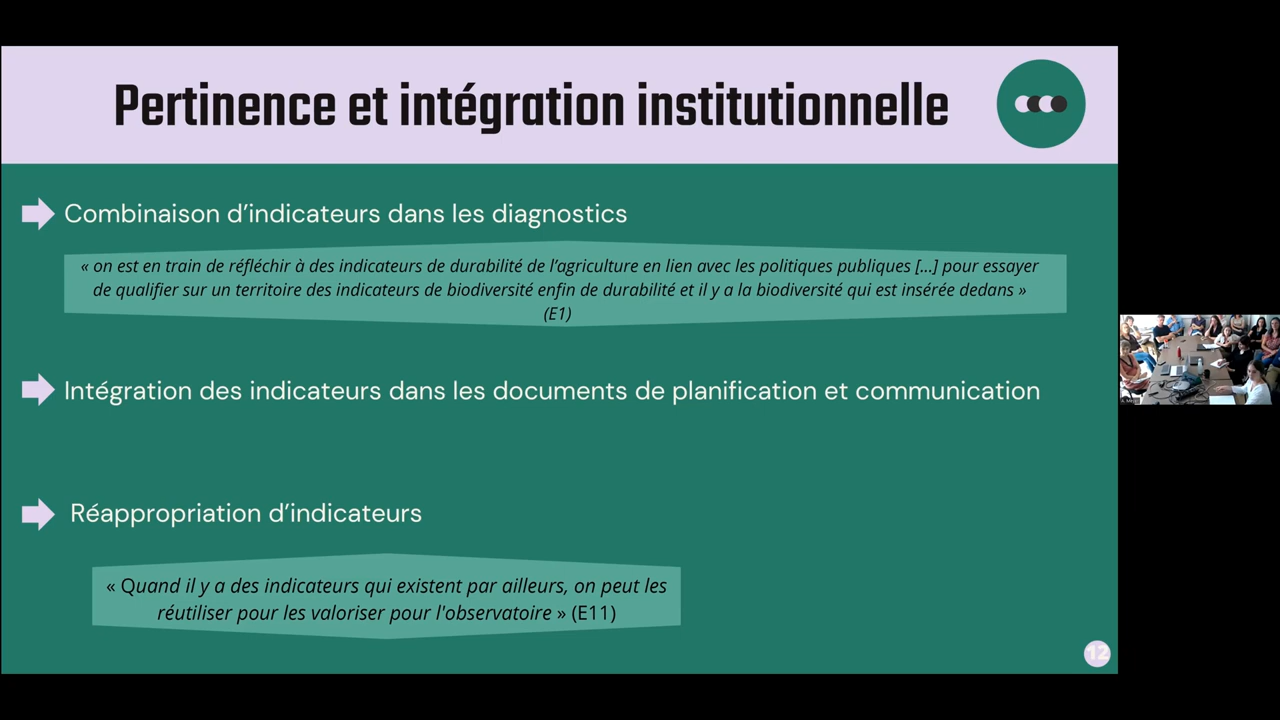 Pertinence et intégration institutionnelle
Combinaison d'indicateurs dans les diagnostics
« on est en train de réfléchir à des indicateurs de durabilité de l'agriculture en lien avec les politiques publiques [...] pour essayer
de qualifier sur un territoire des indicateurs de biodiversité enfin de durabilité et il y a la biodiversité qui est insérée dedans »
(E1)
Intégration des indicateurs dans les documents de planification et communication
Réappropriation d'indicateurs
« Quand il y a des indicateurs qui existent par ailleurs, on peut les
réutiliser pour les valoriser pour l'observatoire » (E11)
12